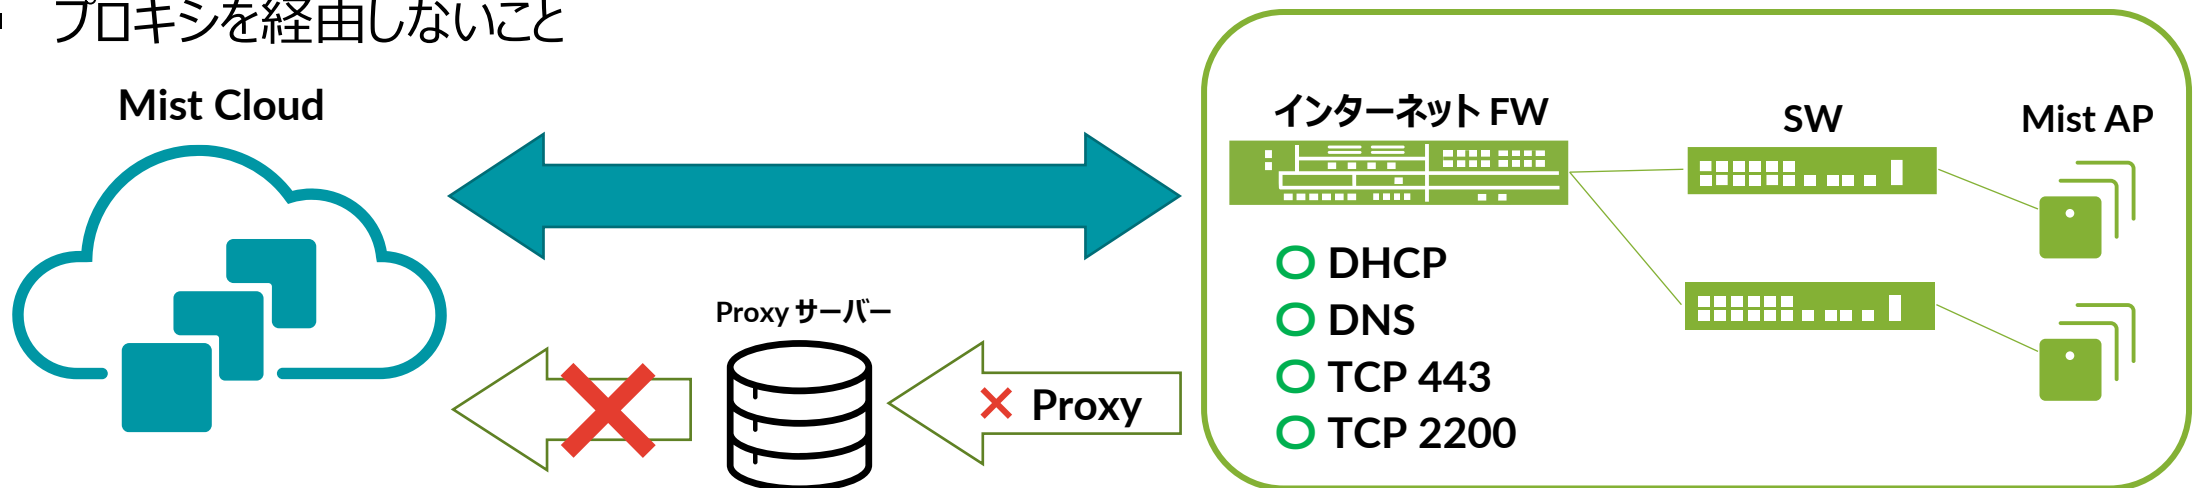 プロキシを経由しないこと
Mist Cloud
インターネット FW
SW
Mist AP
DHCP
DNS
TCP 443
TCP 2200
Proxy サーバー
Proxy